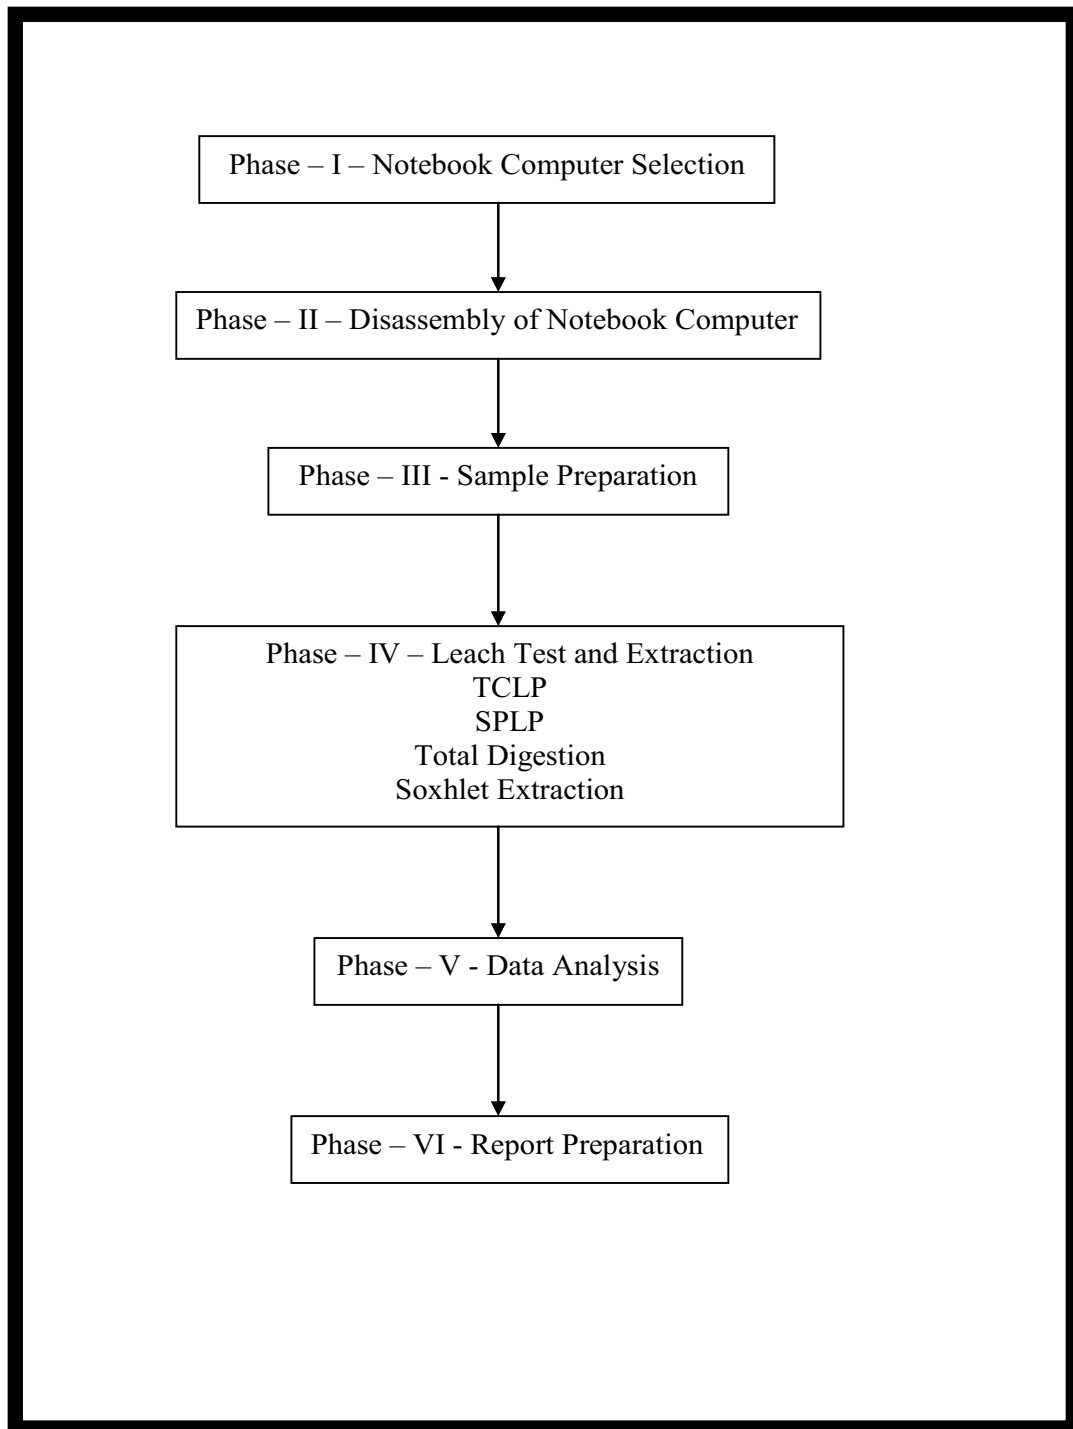 Phase – I – Notebook Computer Selection
Phase – II – Disassembly of Notebook Computer
Phase – III - Sample Preparation
Phase – IV – Leach Test and Extraction
TCLP
SPLP
Total Digestion
Soxhlet Extraction
Phase – V - Data Analysis
Phase – VI - Report Preparation